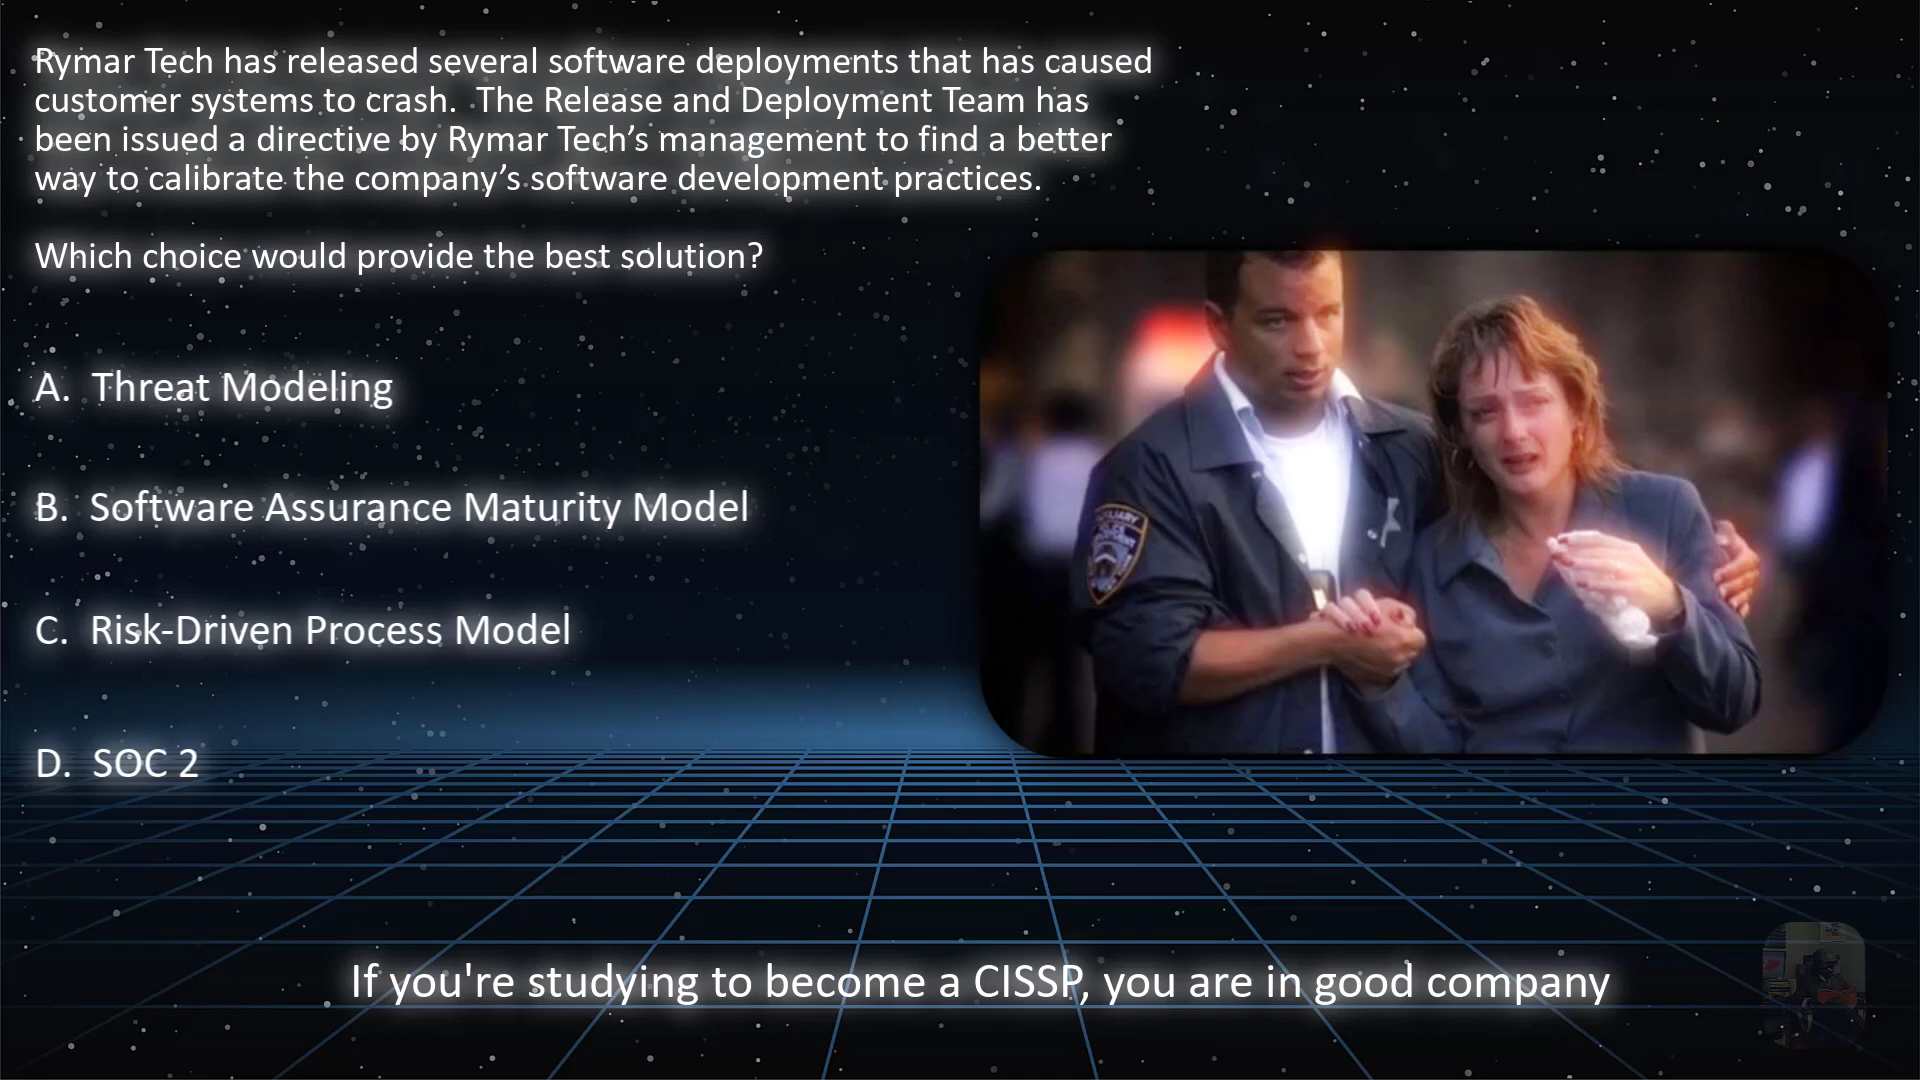 Rymar Tech has released several software deployments that has caused
customer systems to crash.  The Release and Deployment Team has
been issued a directive by Rymar Tech’s management to find a better
way to calibrate the company’s software development practices.
Which choice would provide the best solution?
A.  Threat Modeling
B.  Software Assurance Maturity Model
C.  Risk-Driven Process Model
D.  SOC 2
If you're studying to become a CISSP, you are in good company